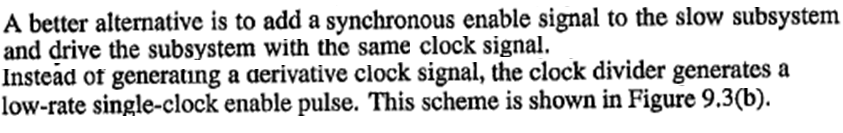 A better alternative is to add a synchronous enable signal to the slow subsystem
and drive the subsystem with the same clock signal.
Instead of generating a derivative clock signal, the clock divider generates a
low-rate single-clock enable pulse. This scheme is shown in Figure 9.3(b).